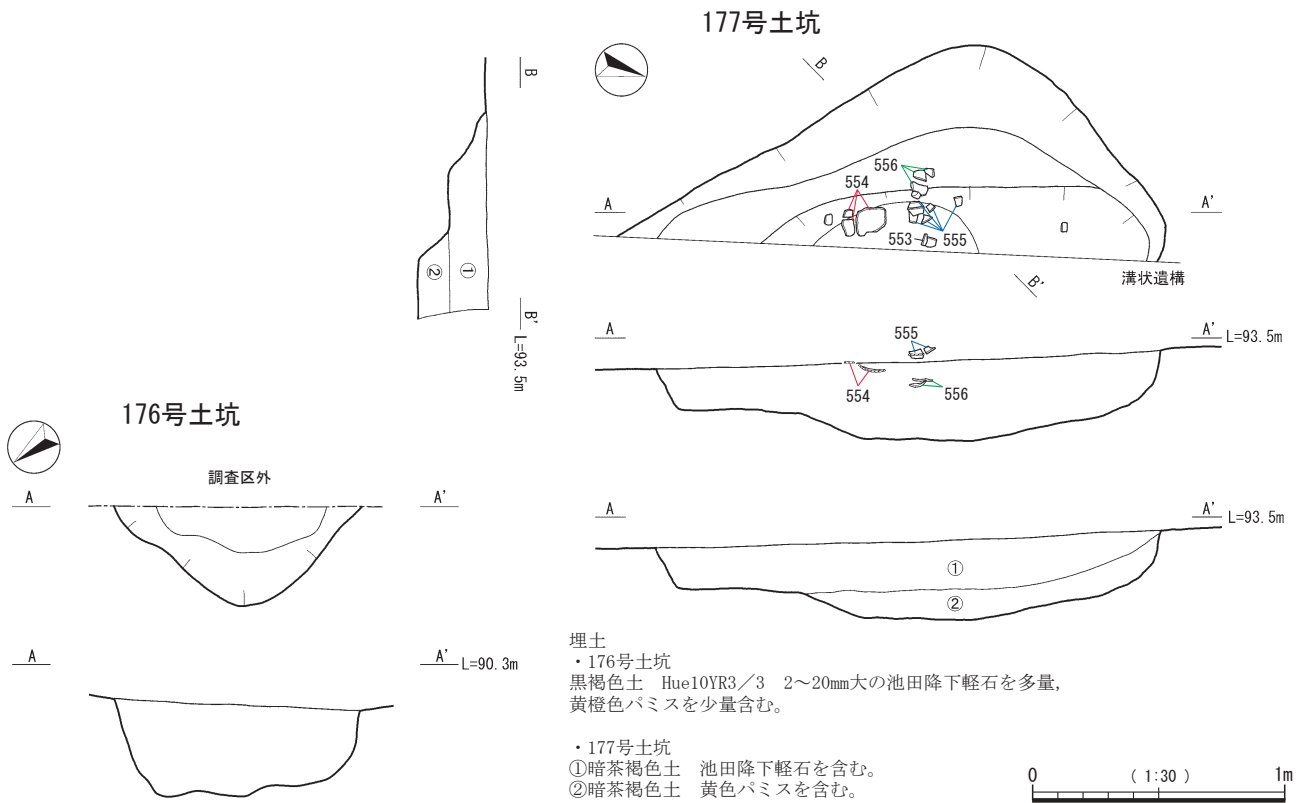 177号土坑
B
B
A
A'
556
554
553
555
溝状遺構
B'
①
②
B'
L=93.5m
A
A' L=93.5m
555
554
556
176号土坑
調査区外
A
A'
A
A' L=93.5m
①
②
A
A' L=90.3m
埋土
・176号土坑
黒褐色土 Hue10YR3／3 2～20mm大の池田降下軽石を多量，
黄橙色パミスを少量含む。
・177号土坑
①暗茶褐色土 池田降下軽石を含む。
②暗茶褐色土 黄色パミスを含む。
0 (1:30) 1m